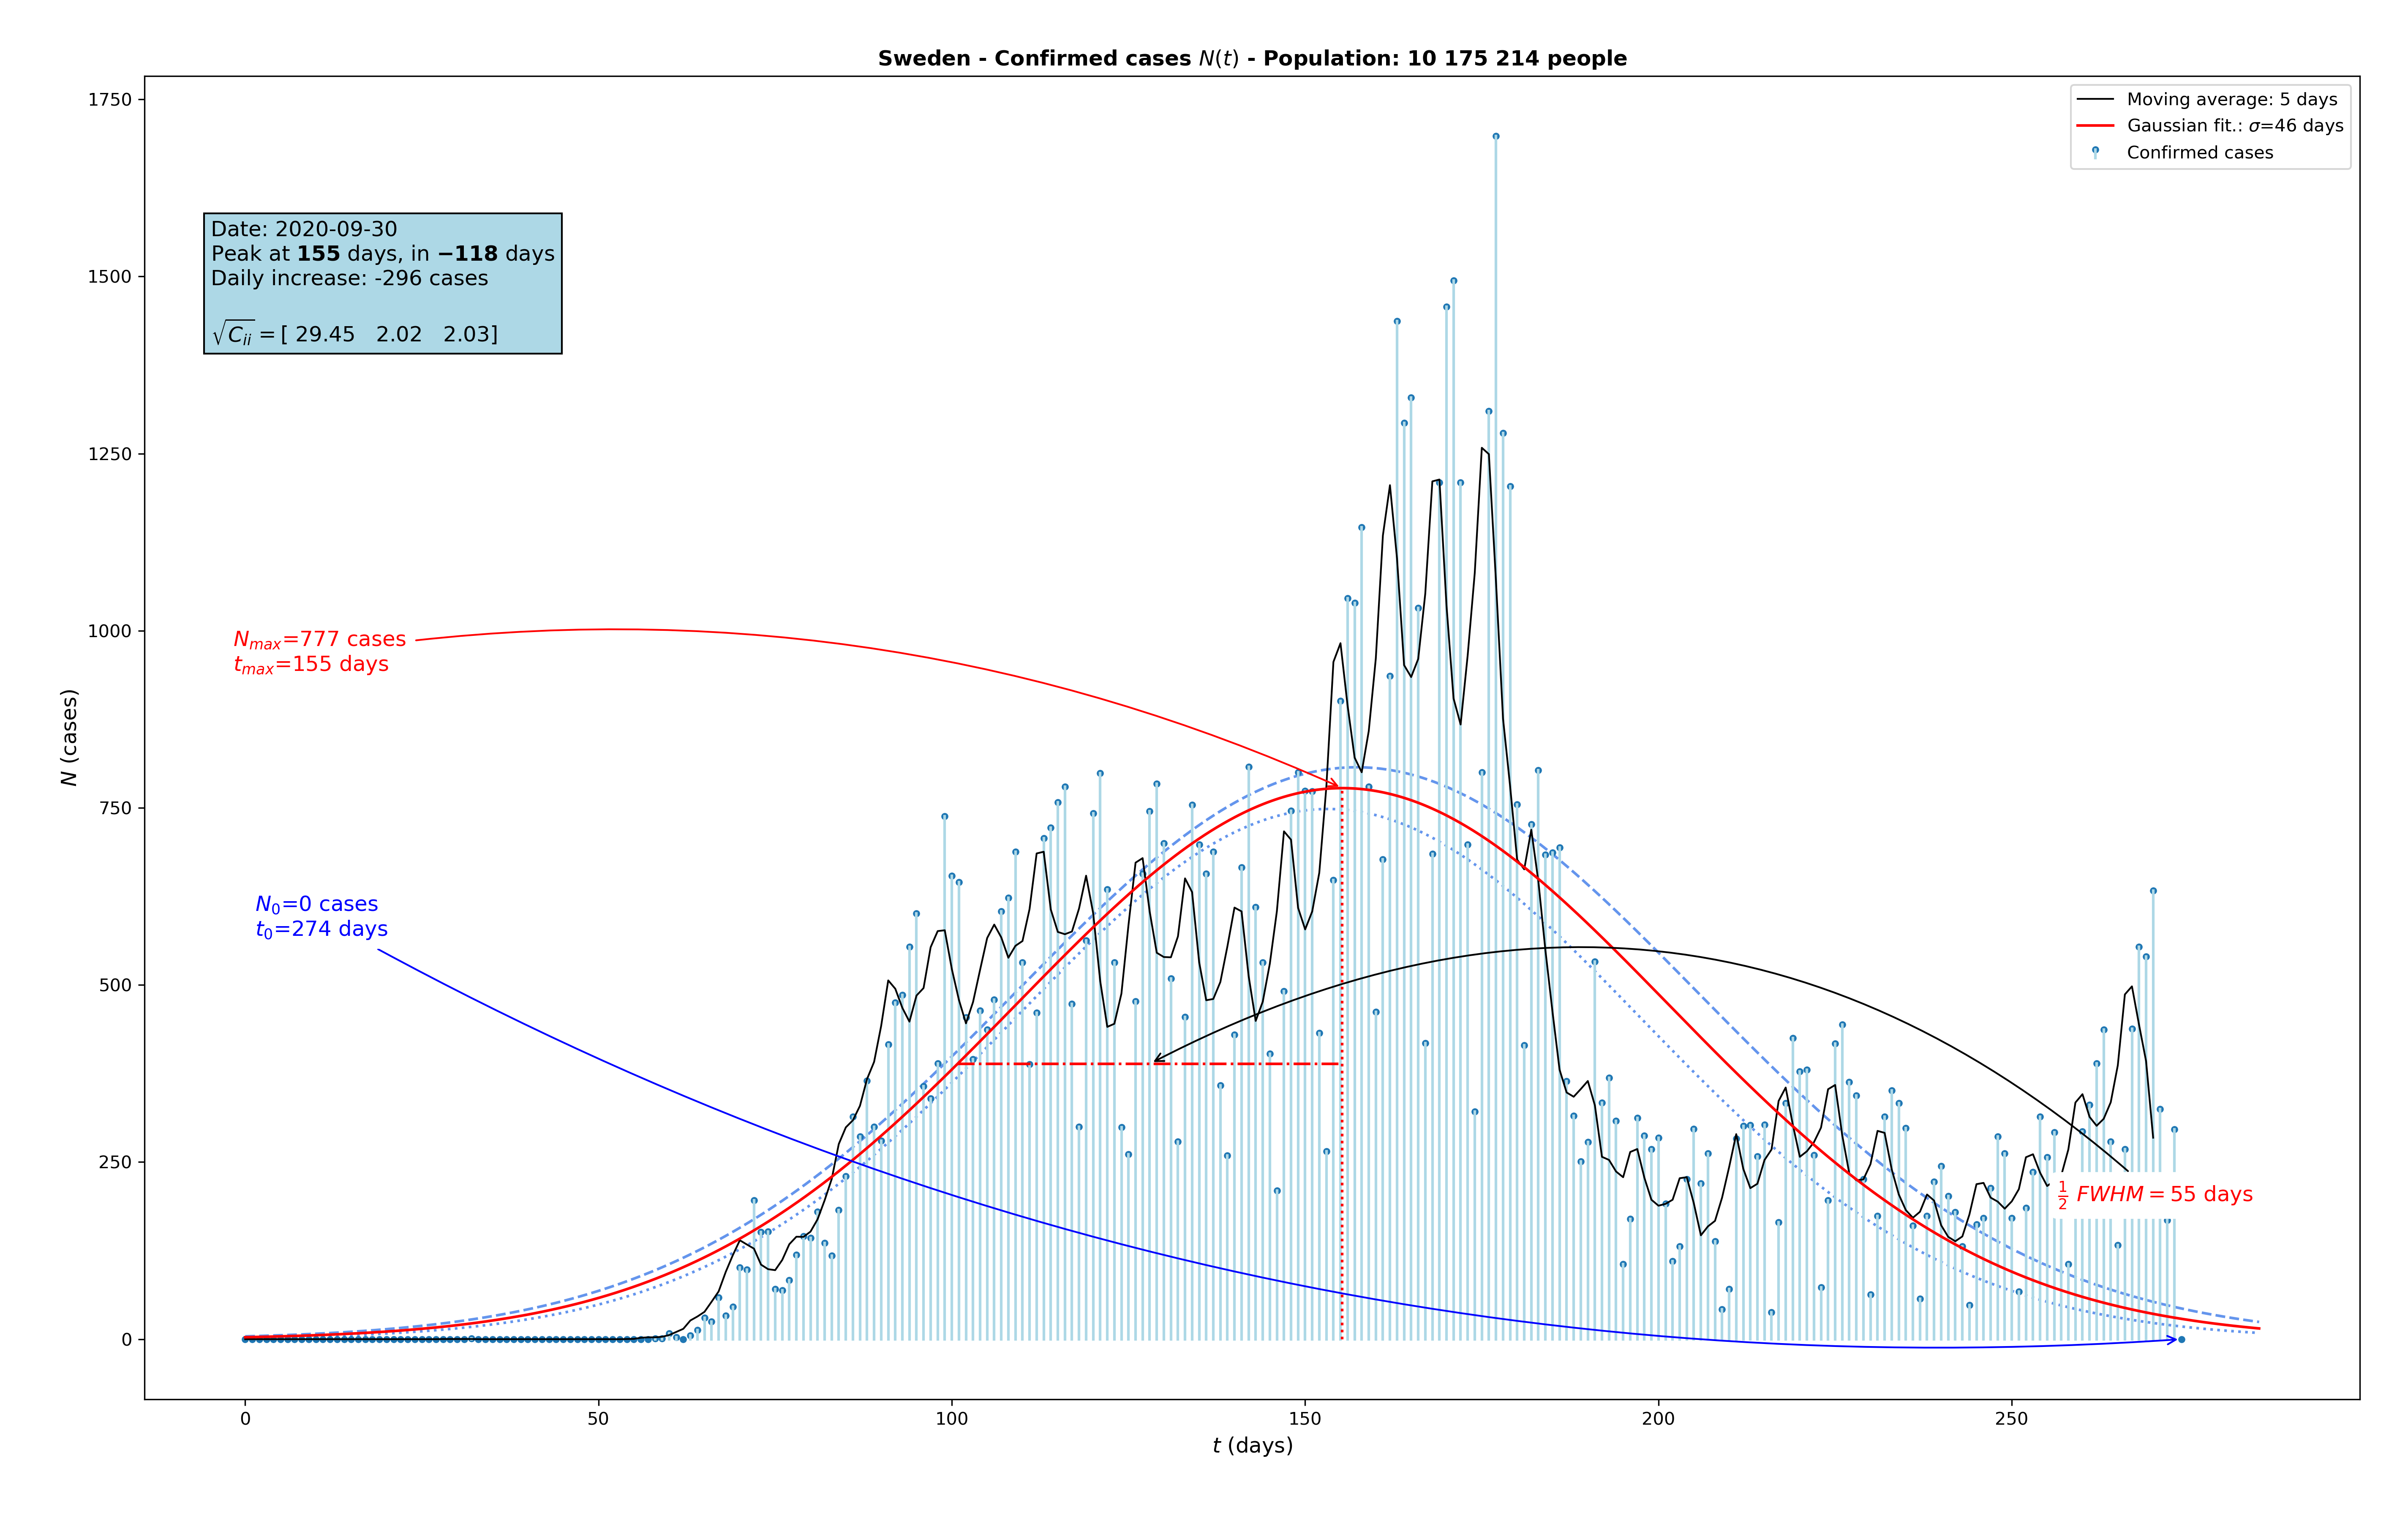 Sweden - Confirmed cases N(t) - Population: 10 175 214 people
Moving average: 5 days
Gaussian fit.: σ=46 days
Confirmed cases
Date: 2020-09-30
Peak at 155 days, in −118 days
Daily increase: -296 cases
√C_ii = [ 29.45 2.02 2.03]
N_max=777 cases
t_max=155 days
N_0=0 cases
t_0=274 days
1/2 FWHM = 55 days
N (cases)
1750
1500
1250
1000
750
500
250
0
0 50 100 150 200 250
t (days)